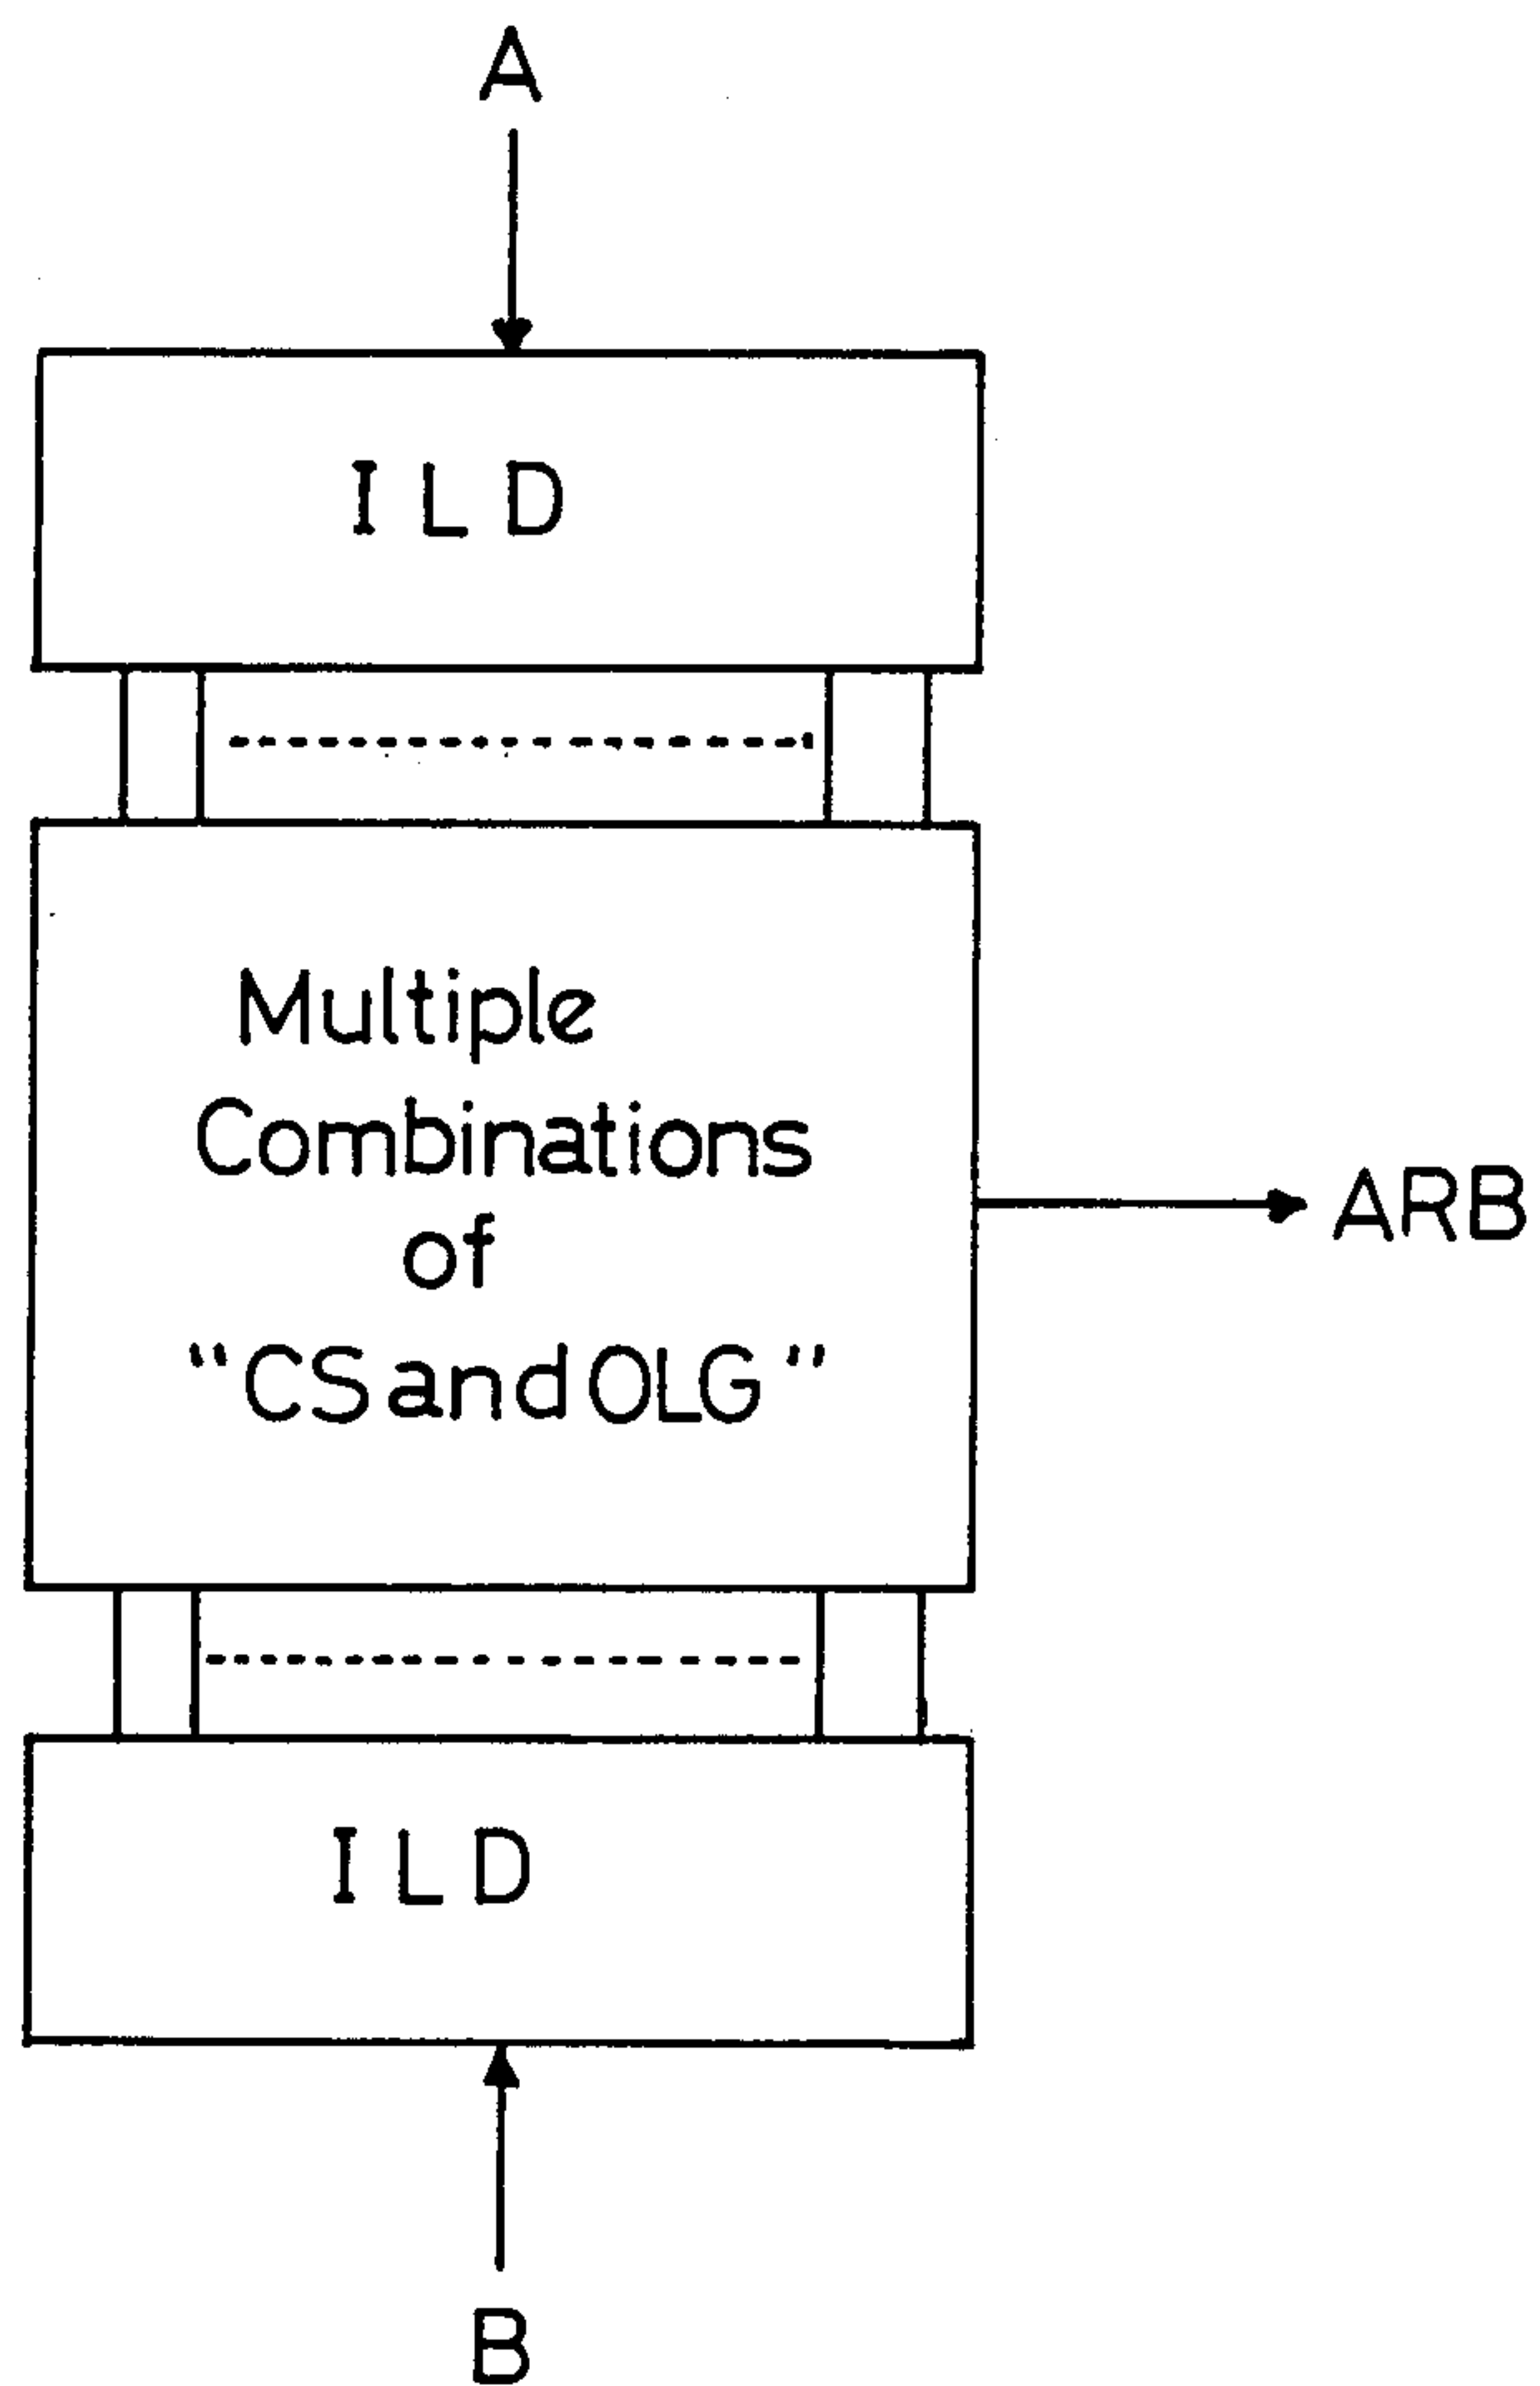 A
I L D
Multiple
Combinations
of
"CS and OLG"
ARB
I L D
B